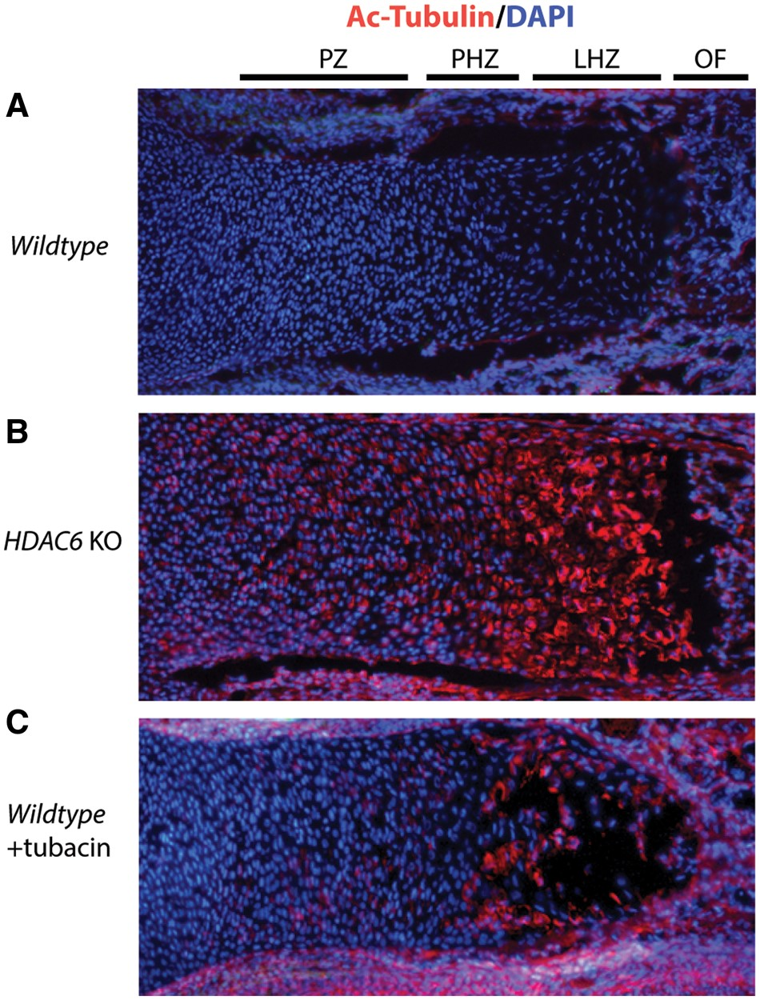 Ac-Tubulin/DAPI
PZ PHZ LHZ OF
A
Wildtype
B
HDAC6 KO
C
Wildtype
+tubacin